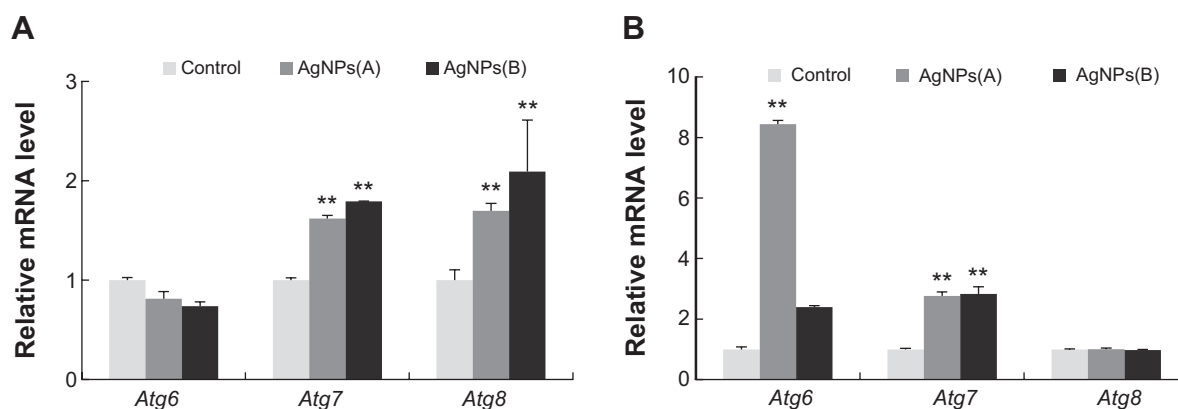 A
Control AgNPs(A) AgNPs(B)
Relative mRNA level
3
2
1
0
**
**
**
**
Atg6 Atg7 Atg8
B
Control AgNPs(A) AgNPs(B)
Relative mRNA level
10
8
6
4
2
0
**
**
**
Atg6 Atg7 Atg8